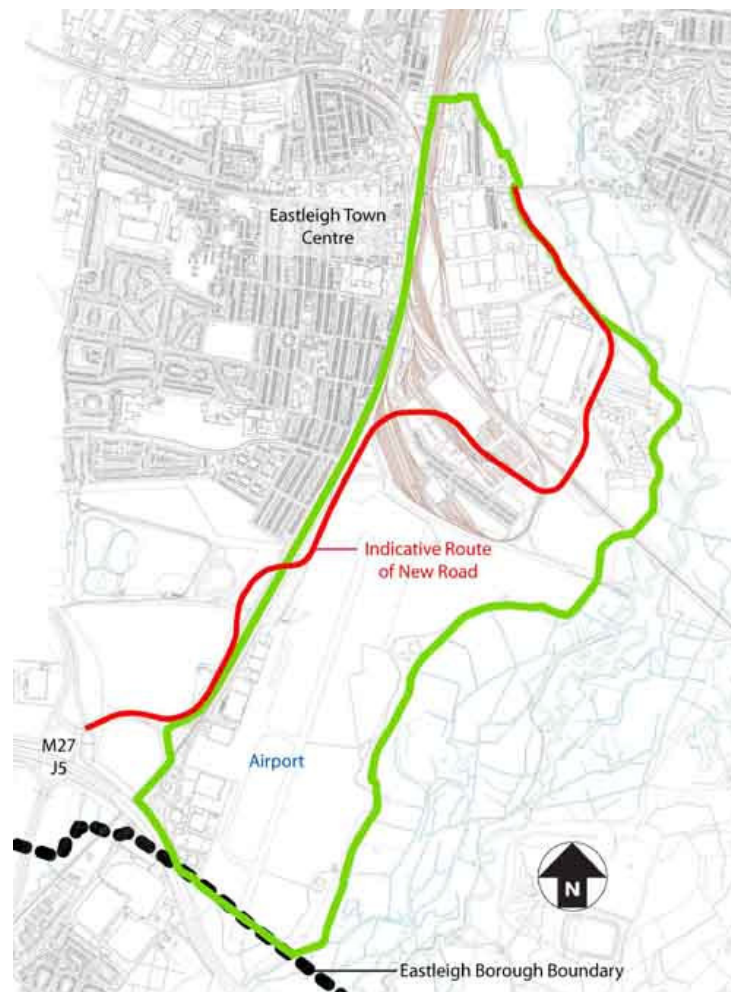 Eastleigh Town
Centre
Indicative Route
of New Road
M27
J5
Airport
N
Eastleigh Borough Boundary